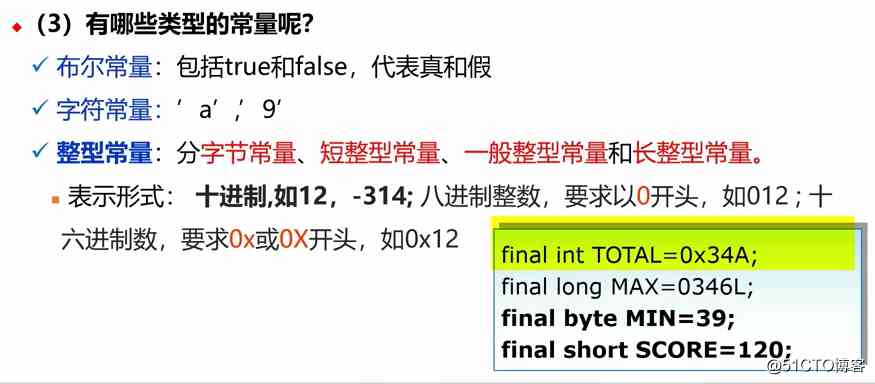 (3)有哪些类型的常量呢?
布尔常量:包括true和false,代表真和假
字符常量:′a′,′9′
整型常量:分字节常量、短整型常量、一般整型常量和长整型常量。
表示形式: 十进制,如12,-314; 八进制整数,要求以0开头,如012 ; 十
六进制数,要求0x或0X开头,如0x12
final int TOTAL=0x34A;
final long MAX=0346L;
final byte MIN=39;
final short SCORE=120;
@51CTO博客